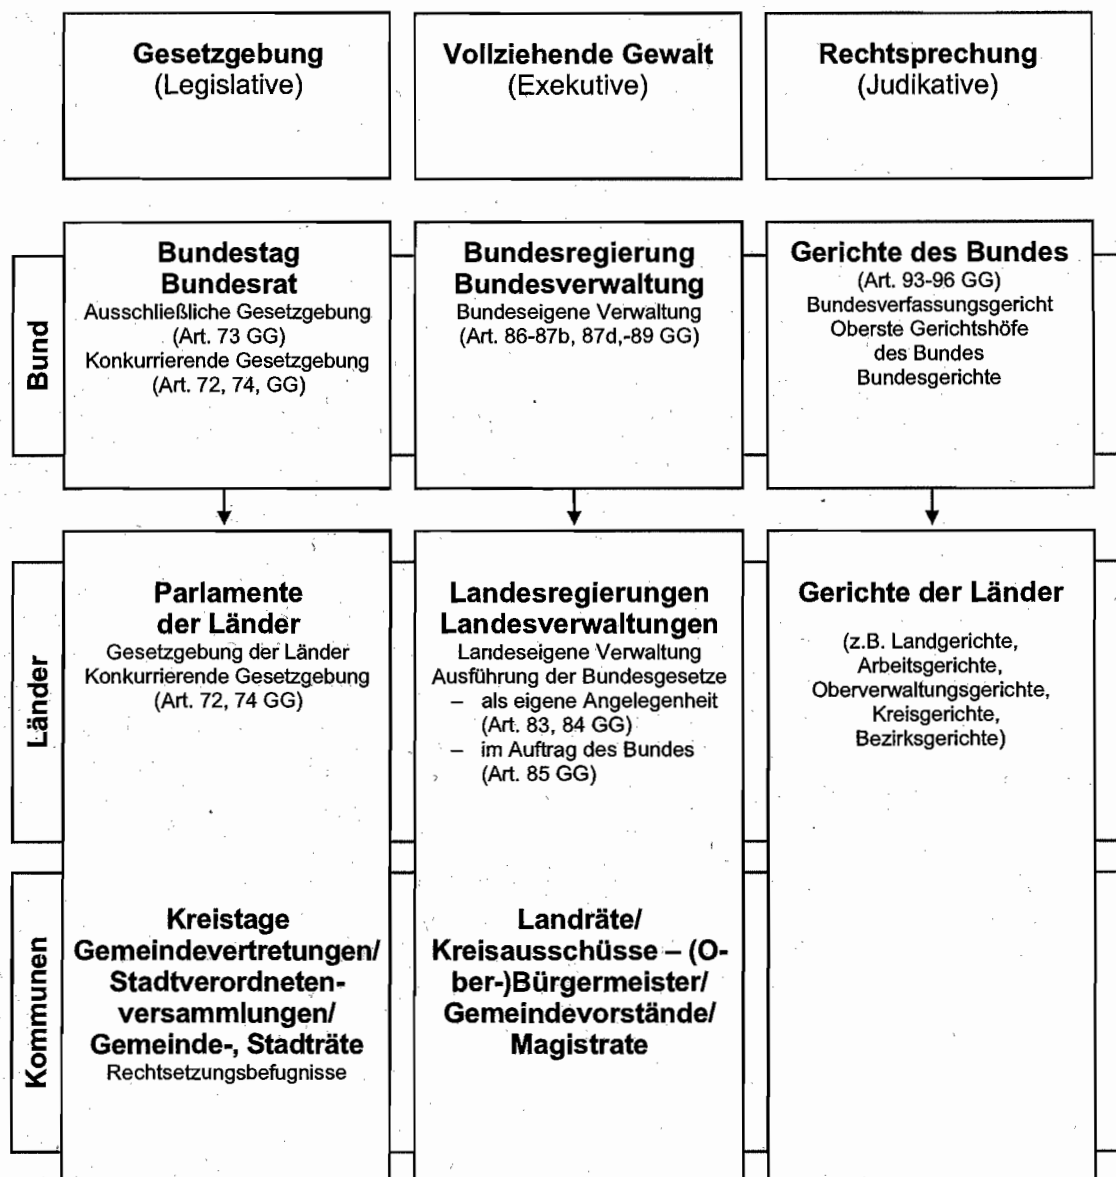 Gesetzgebung
(Legislative)
Vollziehende Gewalt
(Exekutive)
Rechtsprechung
(Judikative)
Bund
Bundestag
Bundesrat
Ausschließliche Gesetzgebung
(Art. 73 GG)
Konkurrierende Gesetzgebung
(Art. 72, 74, GG)
Bundesregierung
Bundesverwaltung
Bundeseigene Verwaltung
(Art. 86-87b, 87d,-89 GG)
Gerichte des Bundes
(Art. 93-96 GG)
Bundesverfassungsgericht
Oberste Gerichtshöfe
des Bundes
Bundesgerichte
Länder
Parlamente
der Länder
Gesetzgebung der Länder
Konkurrierende Gesetzgebung
(Art. 72, 74 GG)
Landesregierungen
Landesverwaltungen
Landeseigene Verwaltung
Ausführung der Bundesgesetze
– als eigene Angelegenheit
(Art. 83, 84 GG)
– im Auftrag des Bundes
(Art. 85 GG)
Gerichte der Länder
(z.B. Landgerichte,
Arbeitsgerichte,
Oberverwaltungsgerichte,
Kreisgerichte,
Bezirksgerichte)
Kommunen
Kreistage
Gemeindevertretungen/
Stadtverordneten-
versammlungen/
Gemeinde-, Stadträte
Rechtsetzungsbefugnisse
Landräte/
Kreisausschüsse – (O-
ber-)Bürgermeister/
Gemeindevorstände/
Magistrate